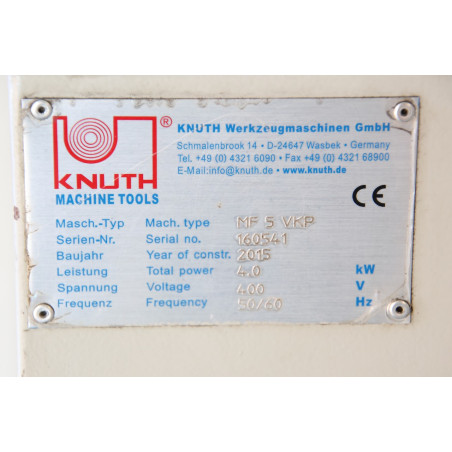 KNUTH
MACHINE TOOLS
®
KNUTH Werkzeugmaschinen GmbH
Schmalenbrook 14 • D-24647 Wasbek • Germany
Tel. +49 (0) 4321 6090 • Fax +49 (0) 4321 68900
E-Mail:info@knuth.de • www.knuth.de
CE
Masch.-Typ Mach. type MF 5 VKP
Serien-Nr. Serial no. 160541
Baujahr Year of constr. 2015
Leistung Total power 4.0 kW
Spannung Voltage 400 V
Frequenz Frequency 50/60 Hz